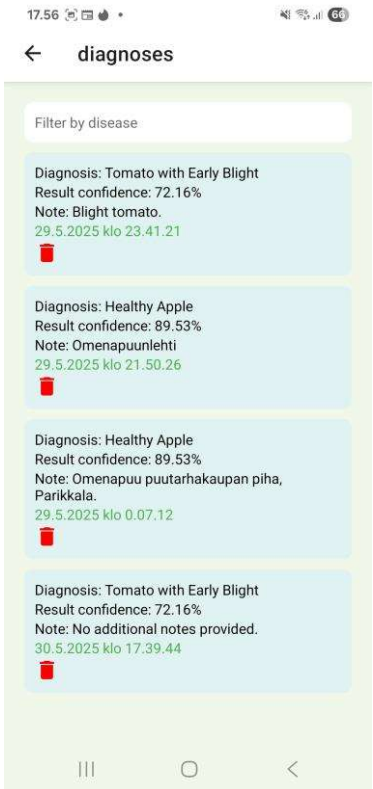 17.56
66
diagnoses
Filter by disease
Diagnosis: Tomato with Early Blight
Result confidence: 72.16%
Note: Blight tomato.
29.5.2025 klo 23.41.21
Diagnosis: Healthy Apple
Result confidence: 89.53%
Note: Omenapuunlehti
29.5.2025 klo 21.50.26
Diagnosis: Healthy Apple
Result confidence: 89.53%
Note: Omenapuu puutarhakaupan piha,
Parikkala.
29.5.2025 klo 0.07.12
Diagnosis: Tomato with Early Blight
Result confidence: 72.16%
Note: No additional notes provided.
30.5.2025 klo 17.39.44